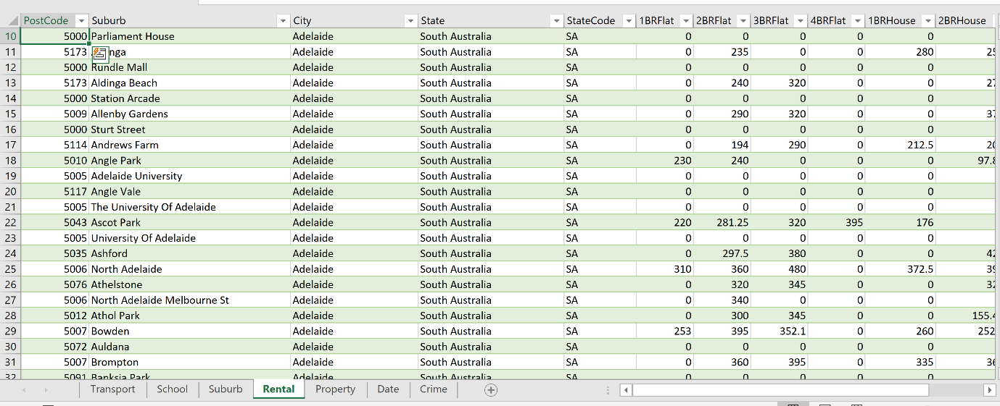 PostCode Suburb City State StateCode 1BRFlat 2BRFlat 3BRFlat 4BRFlat 1BRHouse 2BRHouse
10 5000 Parliament House Adelaide South Australia SA 0 0 0 0 0
11 5173 nga Adelaide South Australia SA 0 235 0 0 280
12 5000 Rundle Mall Adelaide South Australia SA 0 0 0 0 0
13 5173 Aldinga Beach Adelaide South Australia SA 0 240 320 0 0
14 5000 Station Arcade Adelaide South Australia SA 0 0 0 0 0
15 5009 Allenby Gardens Adelaide South Australia SA 0 290 320 0 0
16 5000 Sturt Street Adelaide South Australia SA 0 0 0 0 0
17 5114 Andrews Farm Adelaide South Australia SA 0 194 290 0 212.5
18 5010 Angle Park Adelaide South Australia SA 230 240 0 0 0
19 5005 Adelaide University Adelaide South Australia SA 0 0 0 0 0
20 5117 Angle Vale Adelaide South Australia SA 0 0 0 0 0
21 5005 The University Of Adelaide Adelaide South Australia SA 0 0 0 0 0
22 5043 Ascot Park Adelaide South Australia SA 220 281.25 320 395 176
23 5005 University Of Adelaide Adelaide South Australia SA 0 0 0 0 0
24 5035 Ashford Adelaide South Australia SA 0 297.5 380 0 0
25 5006 North Adelaide Adelaide South Australia SA 310 360 480 0 372.5
26 5076 Athelstone Adelaide South Australia SA 0 320 345 0 0
27 5006 North Adelaide Melbourne St Adelaide South Australia SA 0 340 0 0 0
28 5012 Athol Park Adelaide South Australia SA 0 300 345 0 0
29 5007 Bowden Adelaide South Australia SA 253 395 352.1 0 260 252
30 5072 Auldana Adelaide South Australia SA 0 0 0 0 0
31 5007 Brompton Adelaide South Australia SA 0 360 395 0 335
32 5091 Banksia Park Adelaide South Australia SA 0 0 0 0 0
Transport School Suburb Rental Property Date Crime